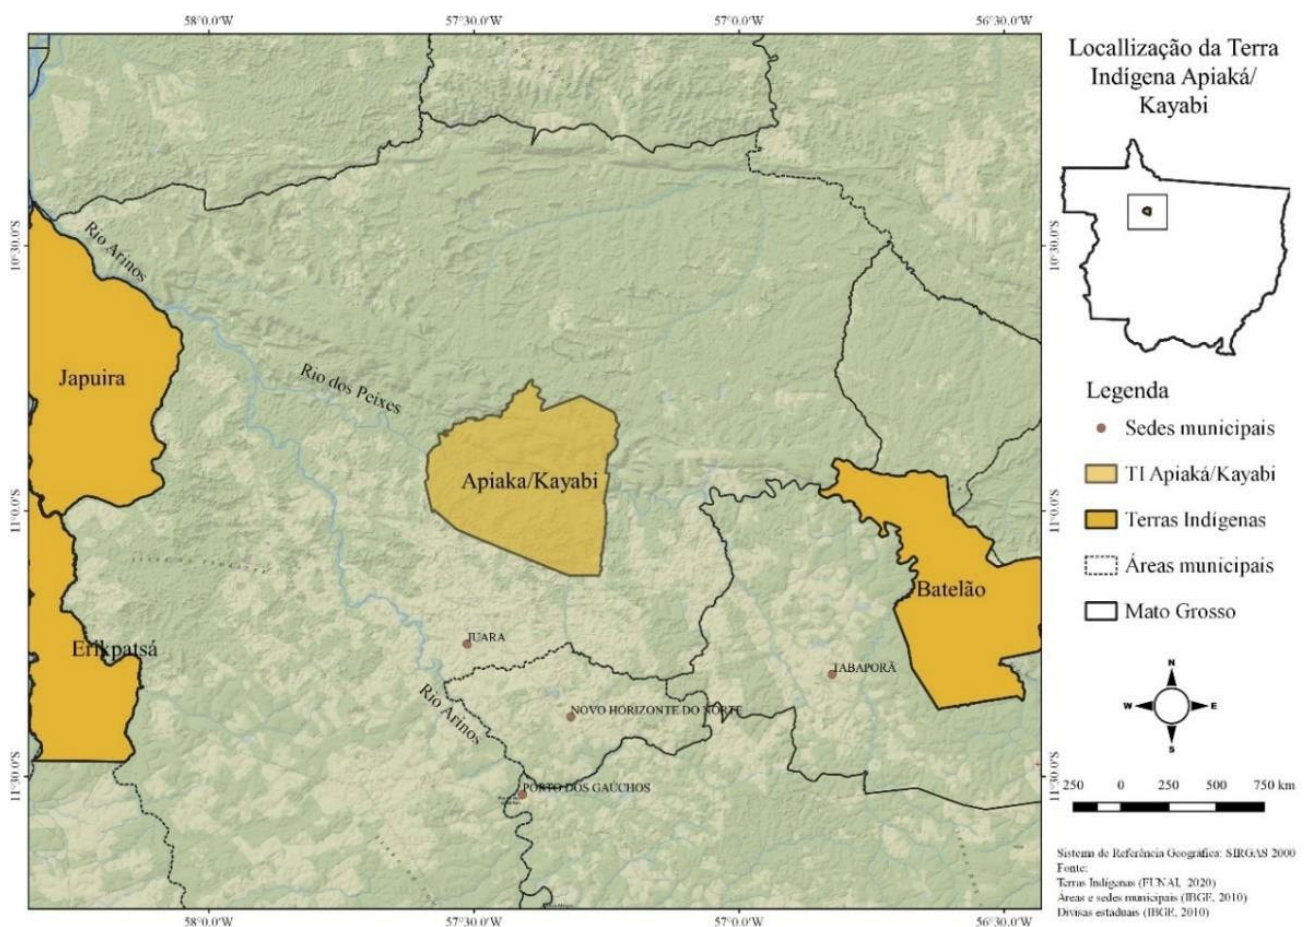 58°0.0'W
57°30.0'W
57°0.0'W
56°30.0'W
10°30.0'S
11°0.0'S
11°30.0'S
Rio Arinos
Japuira
Rio dos Peixes
Apiaka/Kayabi
Batelão
Erikpatsá
JUARA
TABAPORÃ
Rio Arinos
NOVO HORIZONTE DO NORTE
PORTO DOS GAÚCHOS
10°30.0'S
11°0.0'S
11°30.0'S
58°0.0'W
57°30.0'W
57°0.0'W
56°30.0'W
Locallização da Terra
Indígena Apiaká/
Kayabi
Legenda
Sedes municipais
TI Apiaká/Kayabi
Terras Indígenas
Áreas municipais
Mato Grosso
N
W E
S
250 0 250 500 750 km
Sistema de Referência Geográfica: SIRGAS 2000
Fonte:
Terras Indígenas (FUNAI, 2020)
Áreas e sedes municipais (IBGE, 2010)
Divisas estaduais (IBGE, 2010)